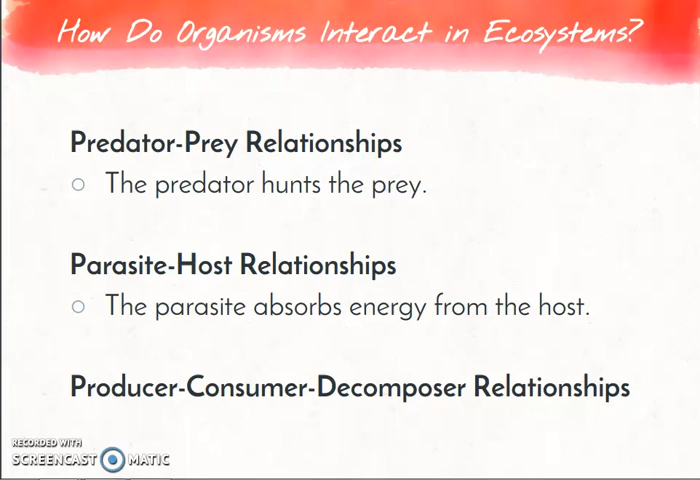 How Do Organisms Interact in Ecosystems?
Predator-Prey Relationships
The predator hunts the prey.
Parasite-Host Relationships
The parasite absorbs energy from the host.
Producer-Consumer-Decomposer Relationships
RECORDED WITH
SCREENCAST MATIC